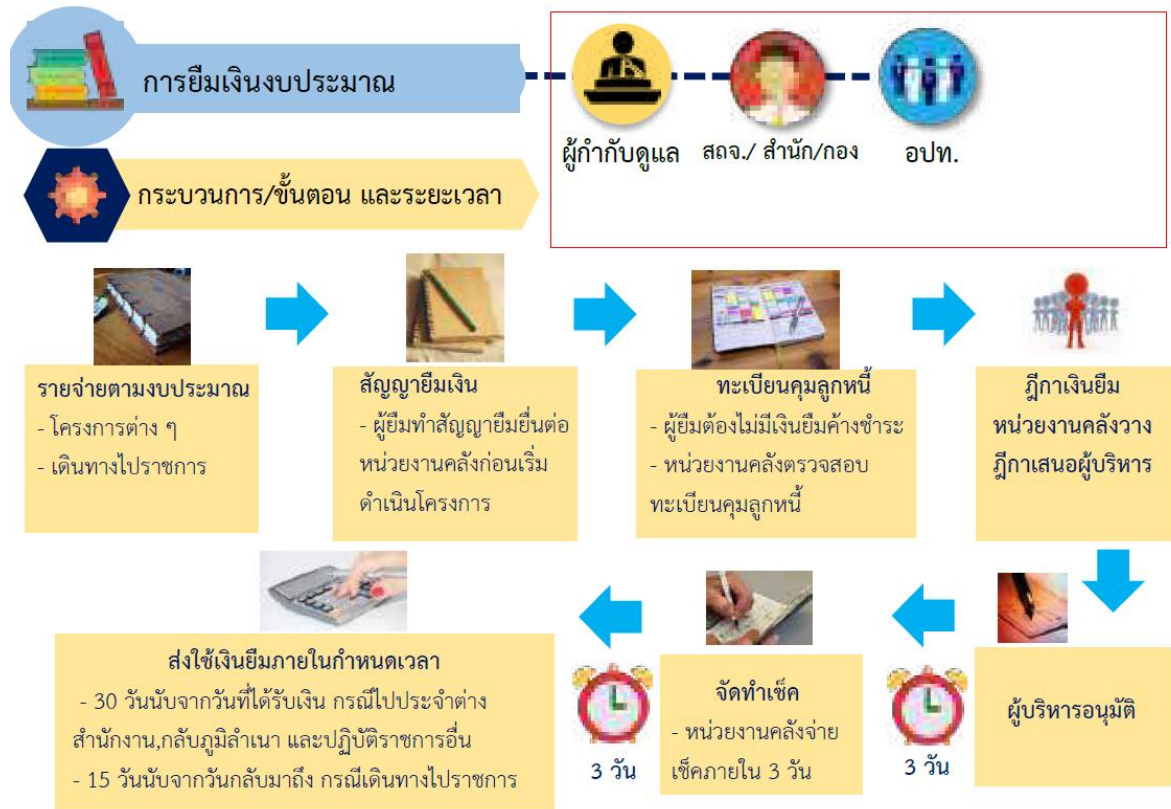 การยืมเงินงบประมาณ
ผู้กำกับดูแล
สถจ./ สำนัก/กอง
อปท.
กระบวนการ/ขั้นตอน และระยะเวลา
รายจ่ายตามงบประมาณ
- โครงการต่าง ๆ
- เดินทางไปราชการ
สัญญายืมเงิน
- ผู้ยืมทำสัญญายืมยื่นต่อ
หน่วยงานคลังก่อนเริ่ม
ดำเนินโครงการ
ทะเบียนคุมลูกหนี้
- ผู้ยืมต้องไม่มีเงินยืมค้างชำระ
- หน่วยงานคลังตรวจสอบ
ทะเบียนคุมลูกหนี้
ฎีกาเงินยืม
หน่วยงานคลังวาง
ฎีกาเสนอผู้บริหาร
ผู้บริหารอนุมัติ
3 วัน
จัดทำเช็ค
- หน่วยงานคลังจ่าย
เช็คภายใน 3 วัน
3 วัน
ส่งใช้เงินยืมภายในกำหนดเวลา
- 30 วันนับจากวันที่ได้รับเงิน กรณีไปประจำต่าง
สำนักงาน,กลับภูมิลำเนา และปฏิบัติราชการอื่น
- 15 วันนับจากวันกลับมาถึง กรณีเดินทางไปราชการ